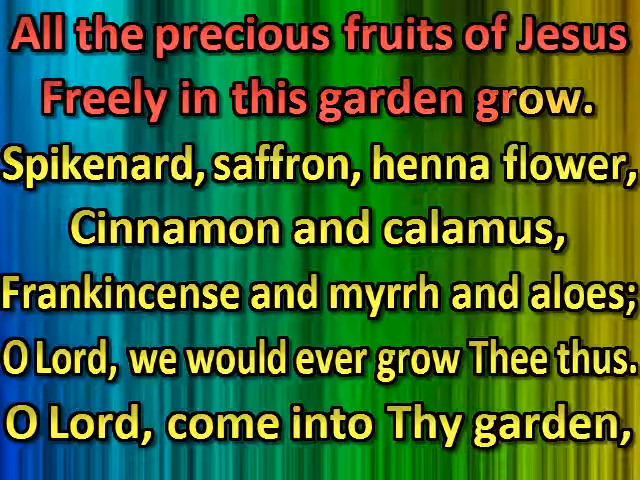 All the precious fruits of Jesus
Freely in this garden grow.
Spikenard, saffron, henna flower,
Cinnamon and calamus,
Frankincense and myrrh and aloes;
O Lord, we would ever grow Thee thus.
O Lord, come into Thy garden,